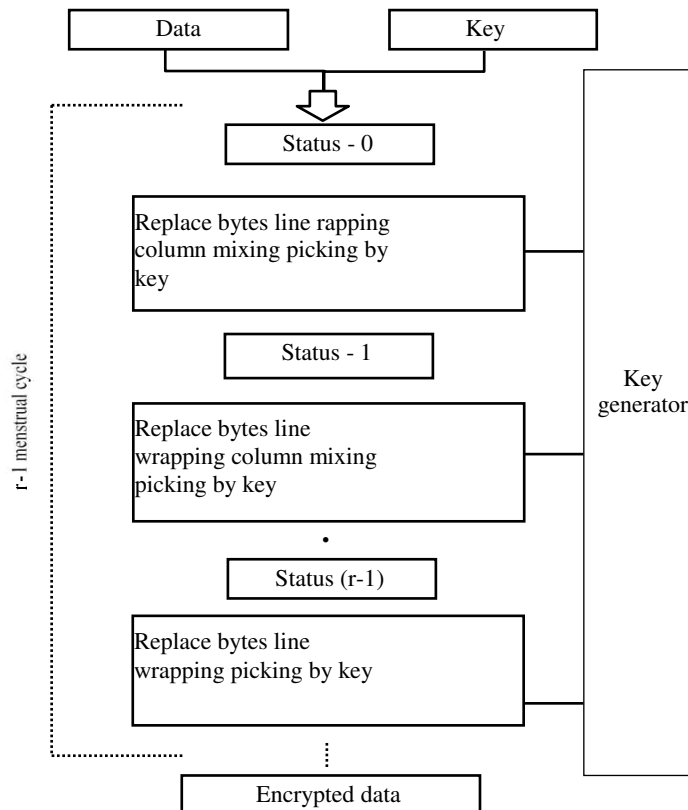 Data
Key
Status - 0
Replace bytes line rapping
column mixing picking by
key
Status - 1
Replace bytes line
wrapping column mixing
picking by key
Status (r-1)
Replace bytes line
wrapping picking by key
Encrypted data
r-1 menstrual cycle
Key
generator